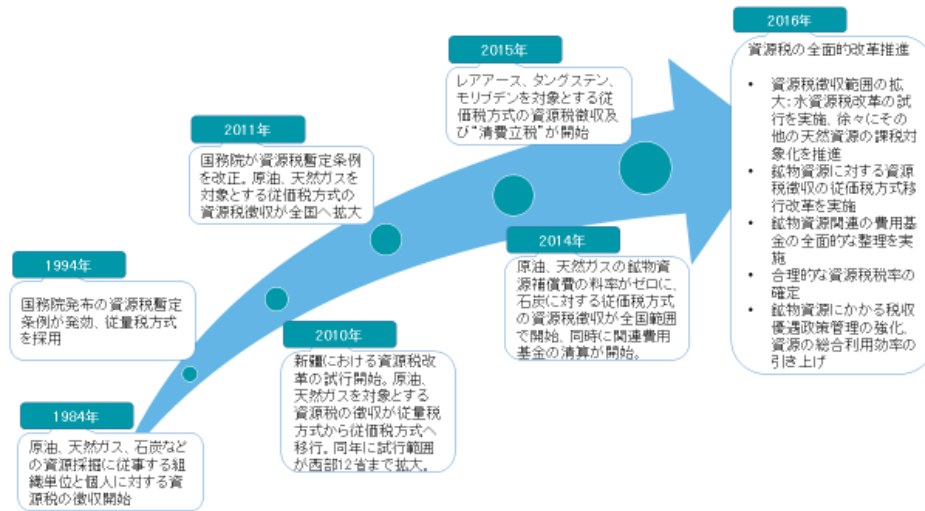 1984年
原油、天然ガス、石炭など
の資源採掘に従事する組
織単位と個人に対する資
源税の徴収開始
1994年
国務院発布の資源税暫定
条例が発効、従量税方式
を採用
2010年
新疆における資源税改
革の試行開始。原油、
天然ガスを対象とする
資源税の徴収が従量税
方式から従価税方式へ
移行。同年に試行範囲
が西部12省まで拡大。
2011年
国務院が資源税暫定条例
を改正。原油、天然ガスを
対象とする従価税方式の
資源税徴収が全国へ拡大
2014年
原油、天然ガスの鉱物資
源補償費の料率がゼロに、
石炭に対する従価税方式
の資源税徴収が全国範囲
で開始、同時に関連費用
基金の清算が開始。
2015年
レアアース、タングステン、
モリブデンを対象とする従
価税方式の資源税徴収及
び“清費立税”が開始
2016年
資源税の全面的改革推進
• 資源税徴収範囲の拡
大:水資源税改革の試
行を実施、徐々にその
他の天然資源の課税対
象化を推進
• 鉱物資源に対する資源
税徴収の従価税方式移
行改革を実施
• 鉱物資源関連の費用基
金の全面的な整理を実
施
• 合理的な資源税税率の
確定
• 鉱物資源にかかる税収
優遇政策管理の強化、
資源の総合利用効率の
引き上げ